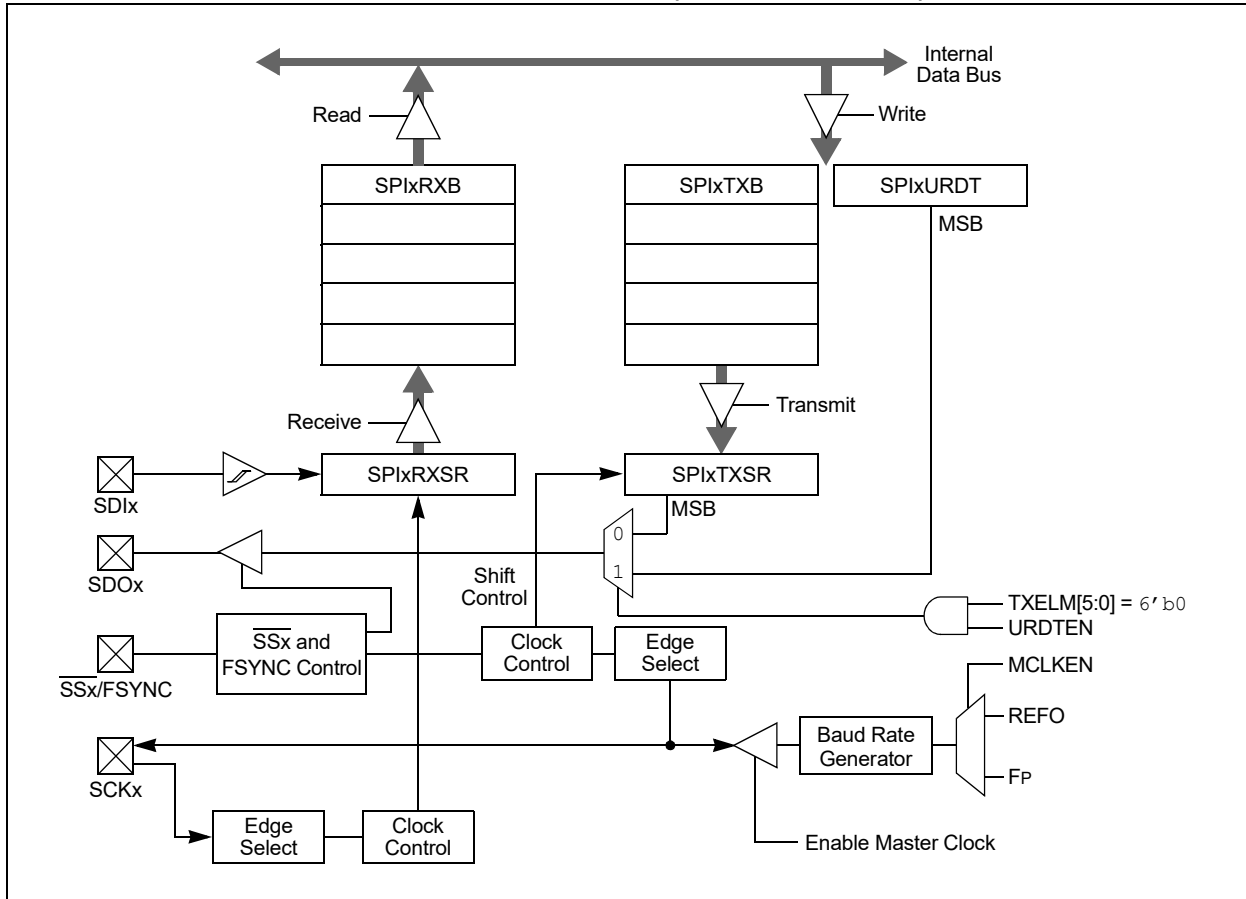 Internal
Data Bus
Read
Write
SPIxRXB
SPIxTXB
SPIxURDT
MSB
Receive
Transmit
SDIx
SPIxRXSR
SPIxTXSR
MSB
0
1
SDOx
Shift
Control
TXELM[5:0] = 6’b0
URDTEN
SSx and
FSYNC Control
SSx/FSYNC
Clock
Control
Edge
Select
MCLKEN
REFO
FP
Baud Rate
Generator
SCKx
Edge
Select
Clock
Control
Enable Master Clock